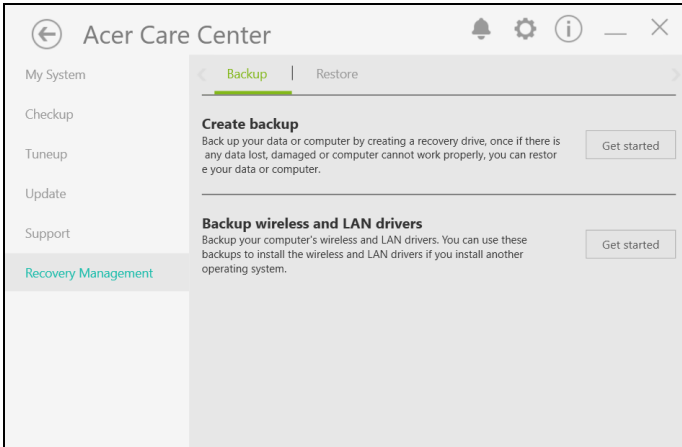 Acer Care Center
My System
Checkup
Tuneup
Update
Support
Recovery Management
Backup | Restore
Create backup
Back up your data or computer by creating a recovery drive, once if there is
any data lost, damaged or computer cannot work properly, you can restor
e your data or computer.
Get started
Backup wireless and LAN drivers
Backup your computer's wireless and LAN drivers. You can use these
backups to install the wireless and LAN drivers if you install another
operating system.
Get started